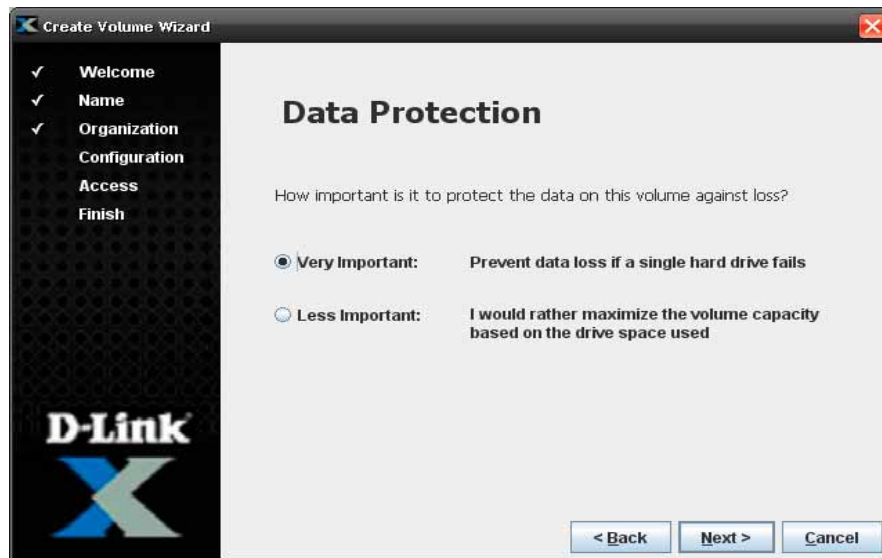 Create Volume Wizard
✓ Welcome
✓ Name
✓ Organization
Configuration
Access
Finish
D-Link
Data Protection
How important is it to protect the data on this volume against loss?
Very Important: Prevent data loss if a single hard drive fails
Less Important: I would rather maximize the volume capacity
based on the drive space used
< Back Next > Cancel